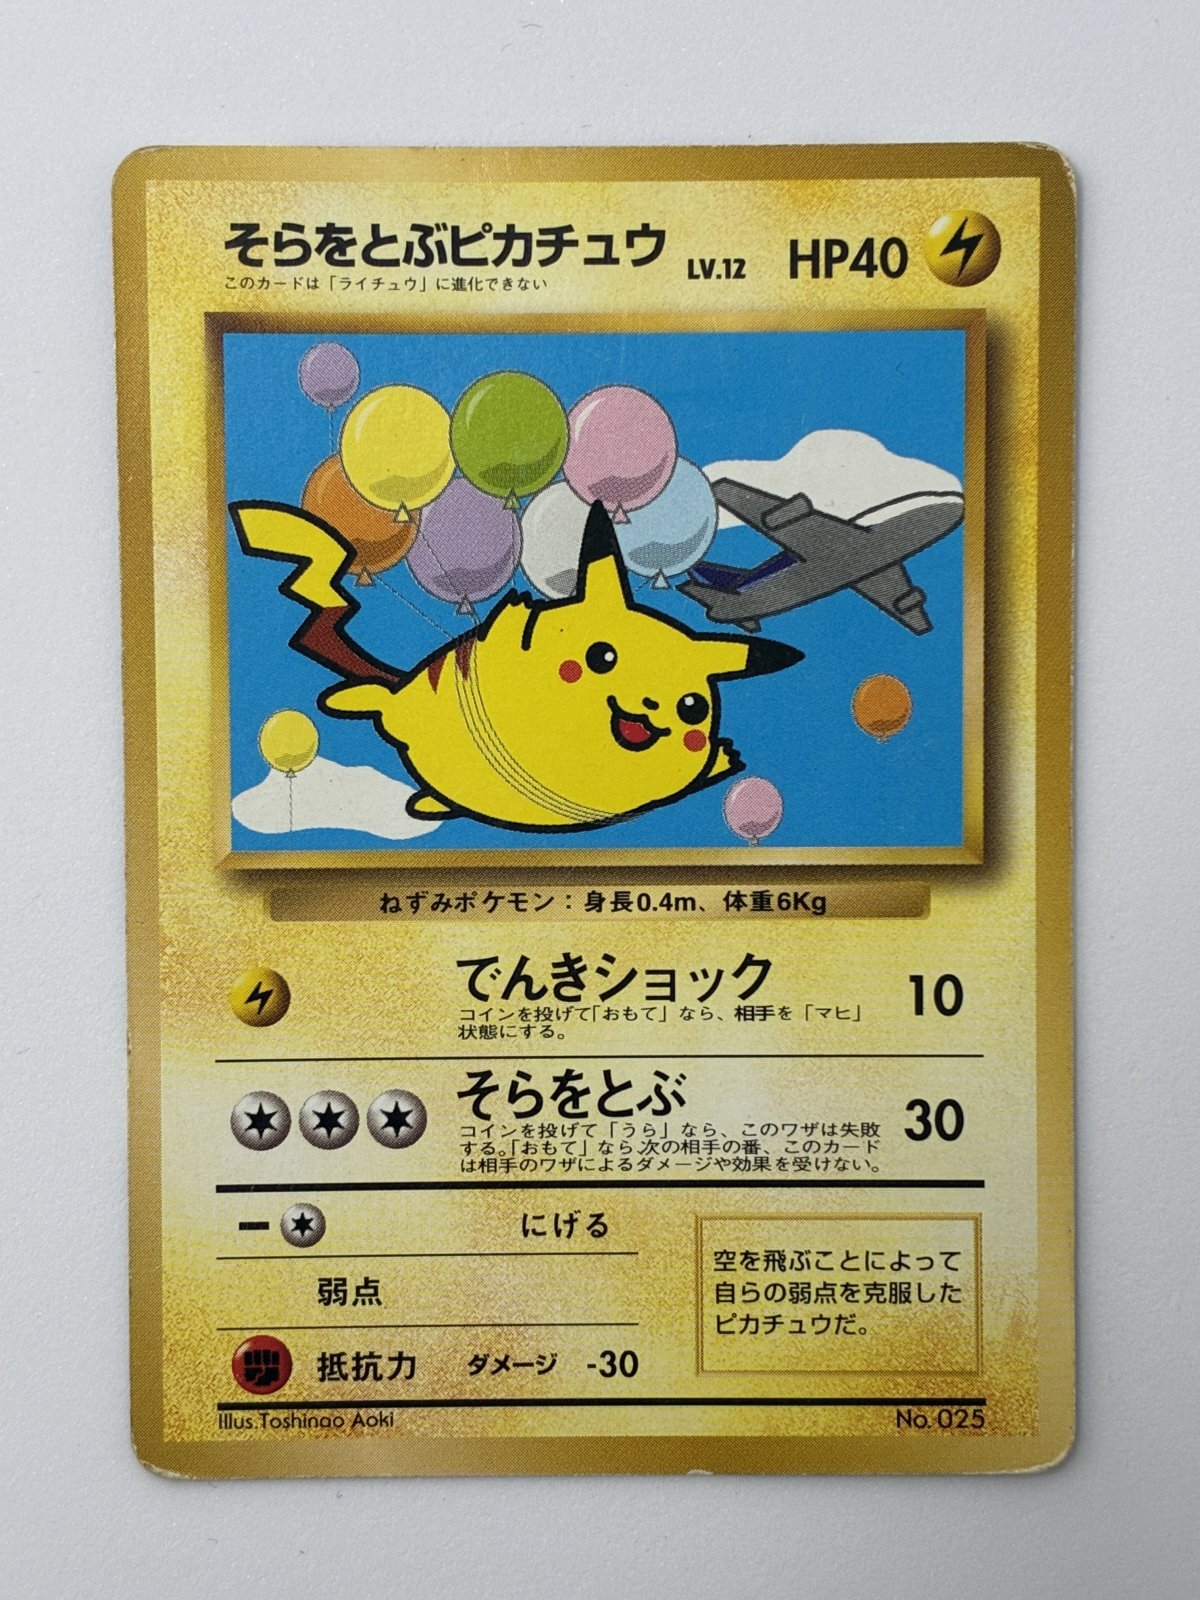 そらをとぶピカチュウ LV.12 HP40
このカードは「ライチュウ」に進化できない
ねずみポケモン：身長0.4m、体重6Kg
でんきショック 10
コインを投げて「おもて」なら、相手を「マヒ」
状態にする。
そらをとぶ 30
コインを投げて「うら」なら、このワザは失敗
する。「おもて」なら、次の相手の番、このカード
は相手のワザによるダメージや効果を受けない。
− にげる
弱点
抵抗力 ダメージ -30
空を飛ぶことによって
自らの弱点を克服した
ピカチュウだ。
Illus.Toshinao Aoki No.025